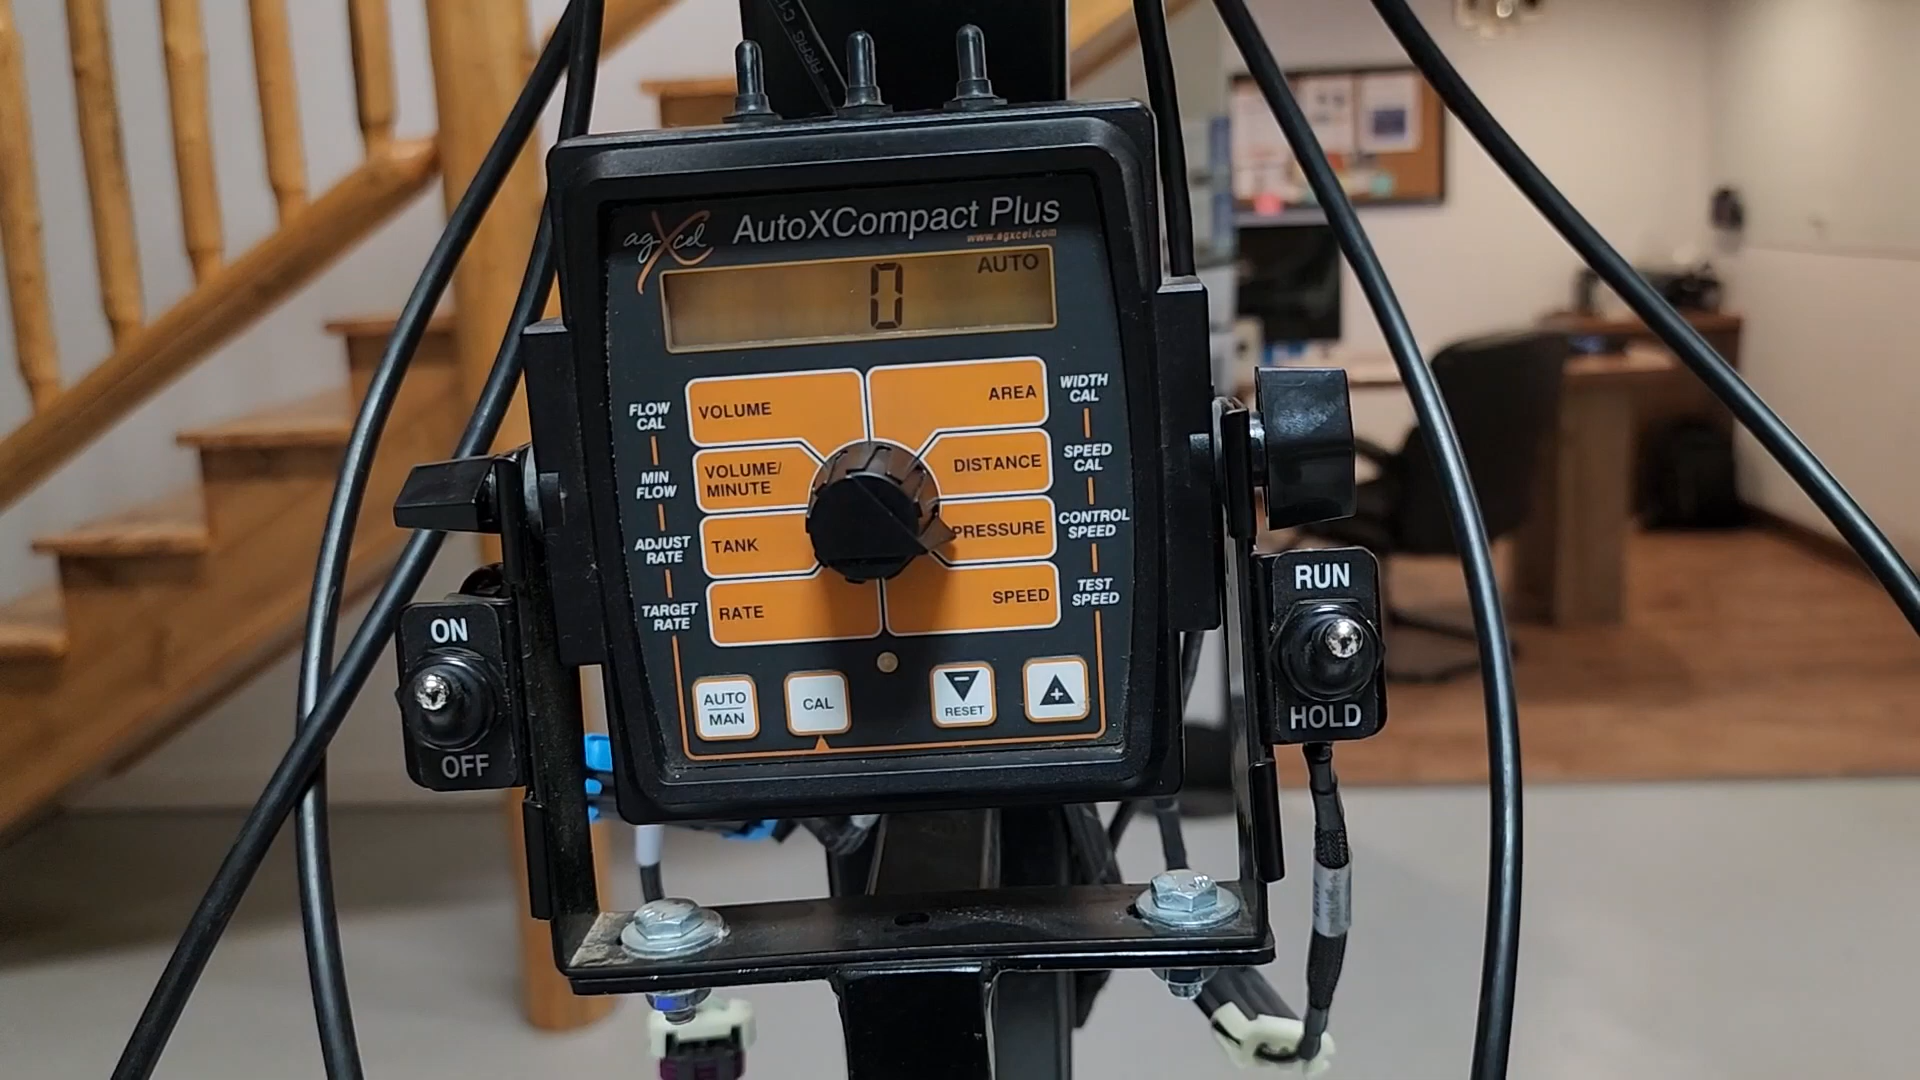 agXcel
AutoXCompact Plus
www.agxcel.com
AUTO
0
FLOW
CAL
VOLUME
AREA
WIDTH
CAL
MIN
FLOW
VOLUME/
MINUTE
DISTANCE
SPEED
CAL
ADJUST
RATE
TANK
PRESSURE
CONTROL
SPEED
TARGET
RATE
RATE
SPEED
TEST
SPEED
AUTO
MAN
CAL
RESET
+
ON
OFF
RUN
HOLD